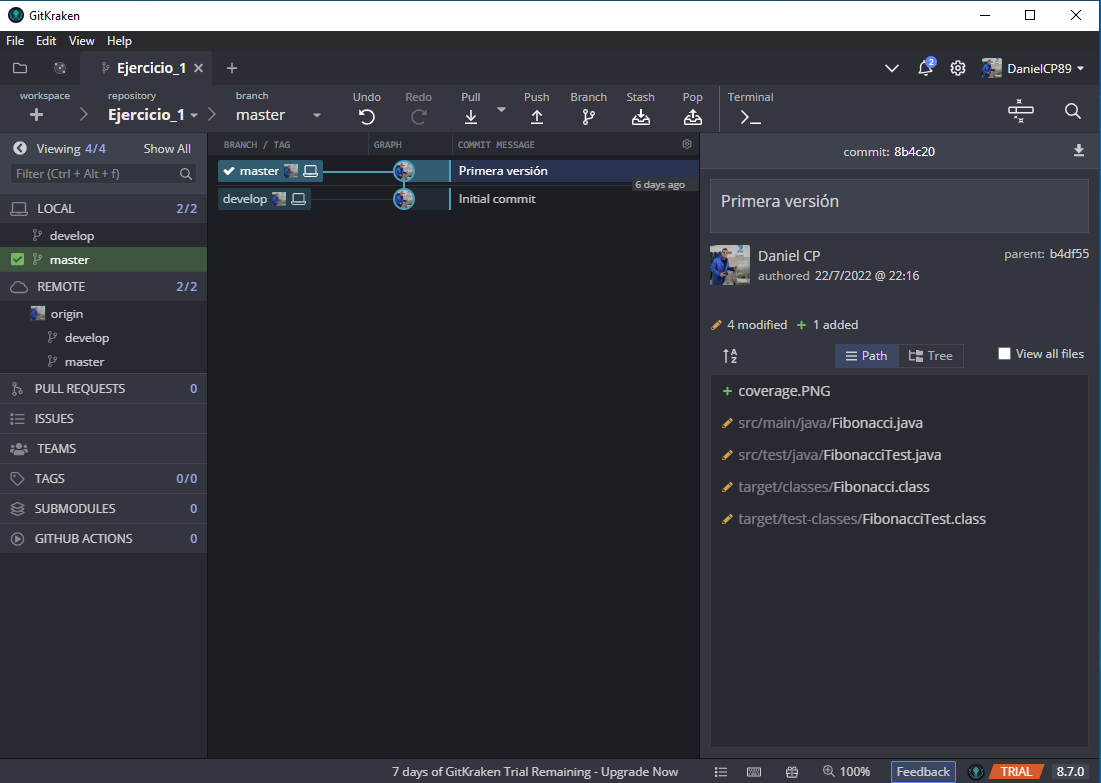 GitKraken
File Edit View Help
Ejercicio_1
2
DanielCP89
workspace
repository
Ejercicio_1
branch
master
Undo
Redo
Pull
Push
Branch
Stash
Pop
Terminal
Viewing 4/4 Show All
Filter (Ctrl + Alt + f)
LOCAL 2/2
develop
master
REMOTE 2/2
origin
develop
master
PULL REQUESTS 0
ISSUES
TEAMS
TAGS 0/0
SUBMODULES 0
GITHUB ACTIONS 0
BRANCH / TAG GRAPH COMMIT MESSAGE
master Primera versión
6 days ago
develop Initial commit
commit: 8b4c20
Primera versión
Daniel CP
authored 22/7/2022 @ 22:16
parent: b4df55
4 modified + 1 added
Path Tree View all files
+ coverage.PNG
src/main/java/Fibonacci.java
src/test/java/FibonacciTest.java
target/classes/Fibonacci.class
target/test-classes/FibonacciTest.class
7 days of GitKraken Trial Remaining - Upgrade Now
100%
Feedback
TRIAL
8.7.0